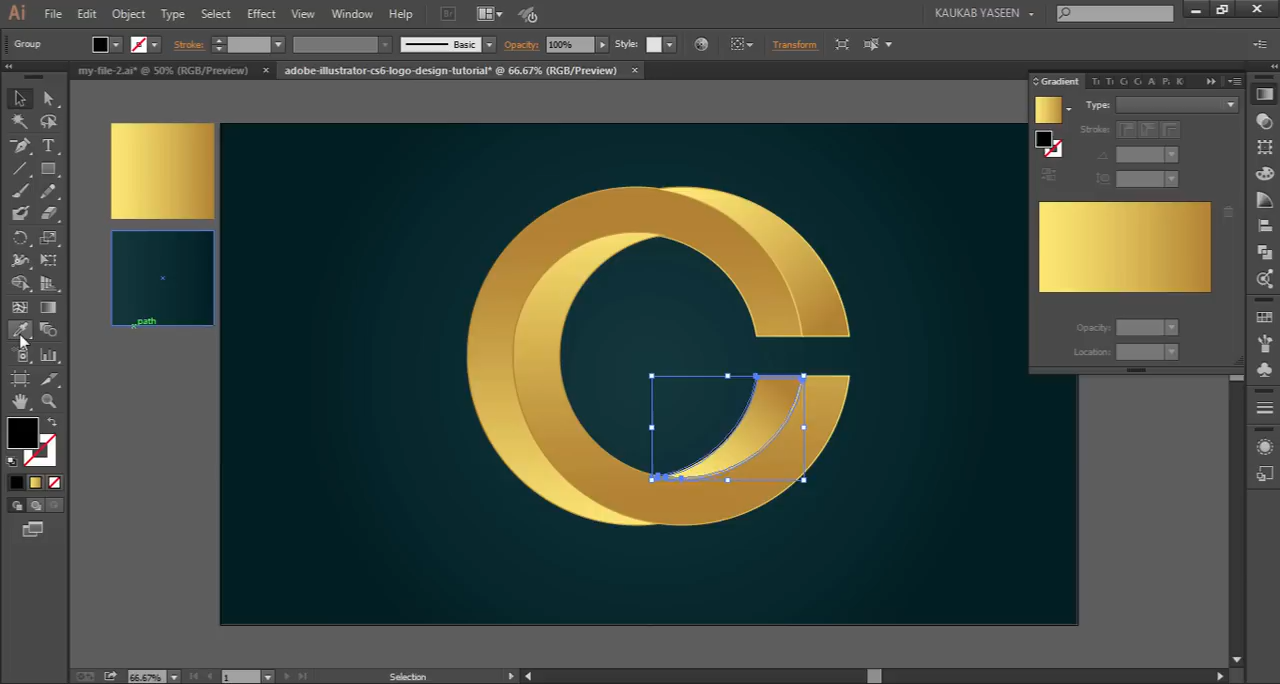 Ai File Edit Object Type Select Effect View Window Help Br KAUKAB YASEEN
Group Stroke: Basic Opacity: 100% Style: Transform
my-file-2.ai* @ 50% (RGB/Preview) × adobe-illustrator-cs6-logo-design-tutorial* @ 66.67% (RGB/Preview) ×
Gradient
Type:
Stroke:
path
Opacity:
Location:
66.67% 1 Selection